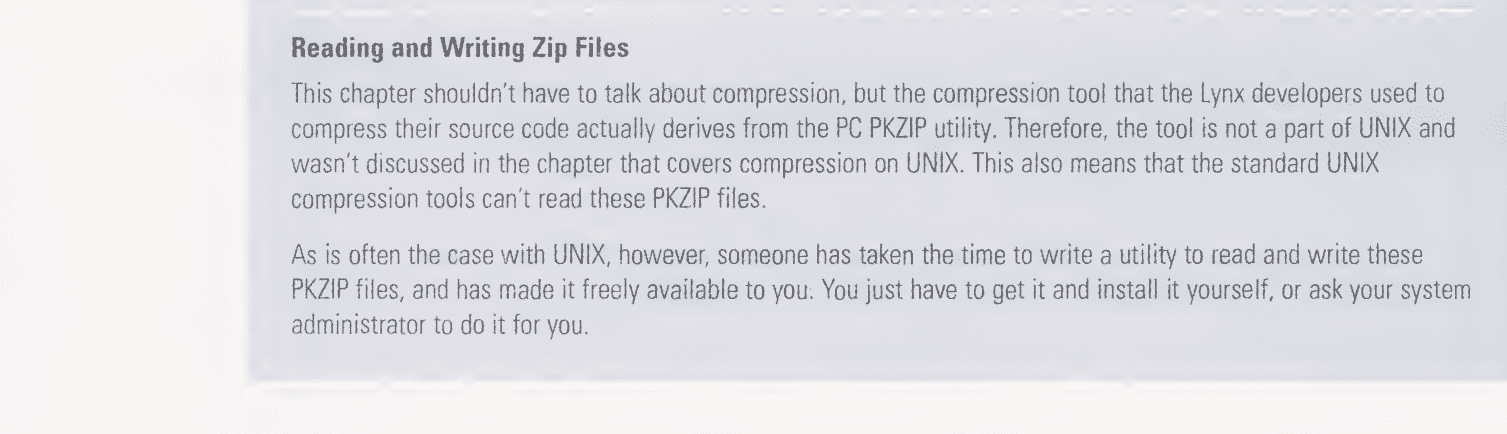 Reading and Writing Zip Files
This chapter shouldn't have to talk about compression, but the compression tool that the Lynx developers used to
compress their source code actually derives from the PC PKZIP utility. Therefore, the tool is not a part of UNIX and
wasn't discussed in the chapter that covers compression on UNIX. This also means that the standard UNIX
compression tools can't read these PKZIP files.
As is often the case with UNIX, however, someone has taken the time to write a utility to read and write these
PKZIP files, and has made it freely available to you. You just have to get it and install it yourself, or ask your system
administrator to do it for you.